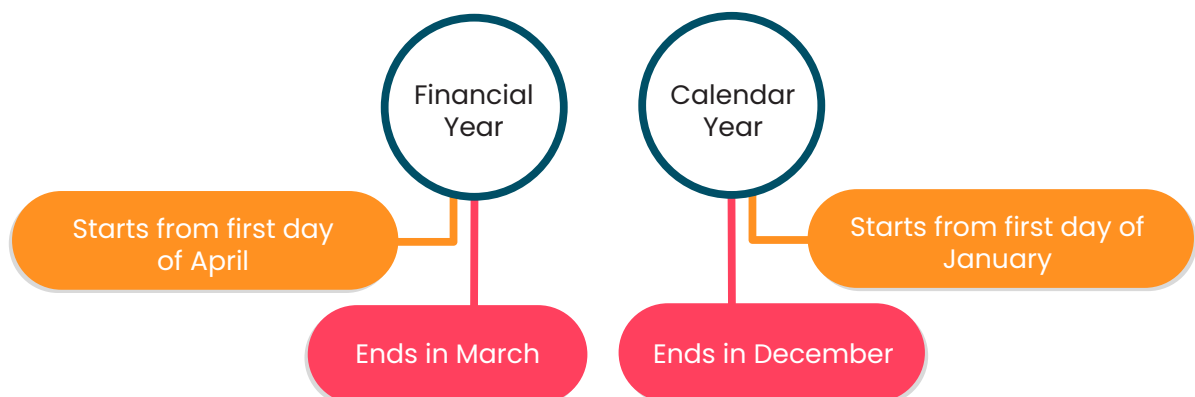 Financial
Year
Calendar
Year
Starts from first day
of April
Starts from first day of
January
Ends in March
Ends in December